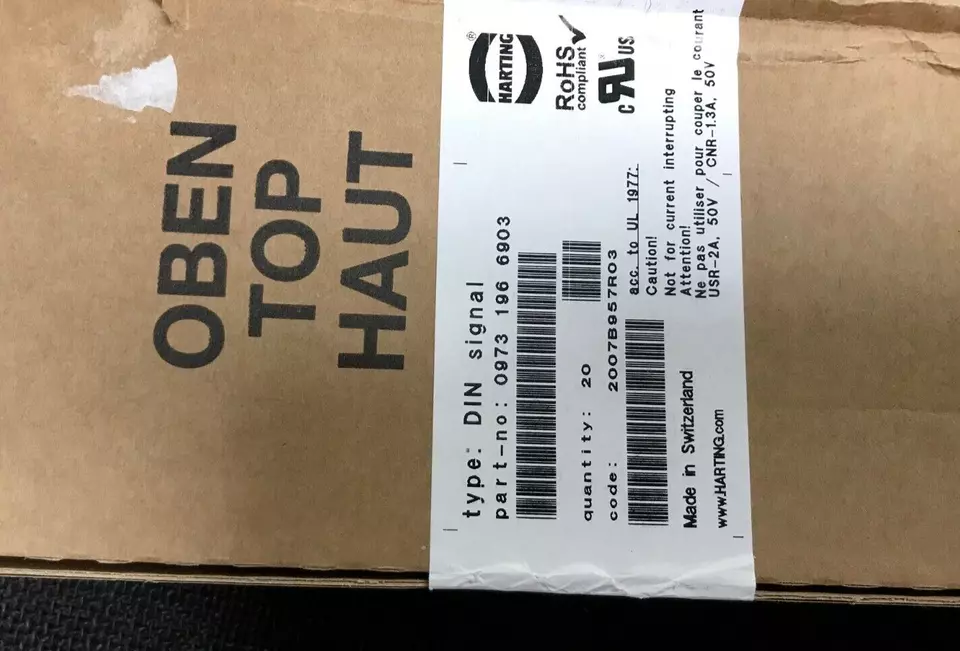 OBEN
TOP
HAUT
HARTING
®
RoHS
compliant
c RU US
type: DIN signal
part-no: 0973 196 6903
quantity: 20
code: 2007B957R03
acc. to UL 1977:
Caution!
Not for current interrupting
Attention!
Ne pas utiliser pour couper le courant
USR-2A, 50V / CNR-1.3A, 50V
Made in Switzerland
www.HARTING.com